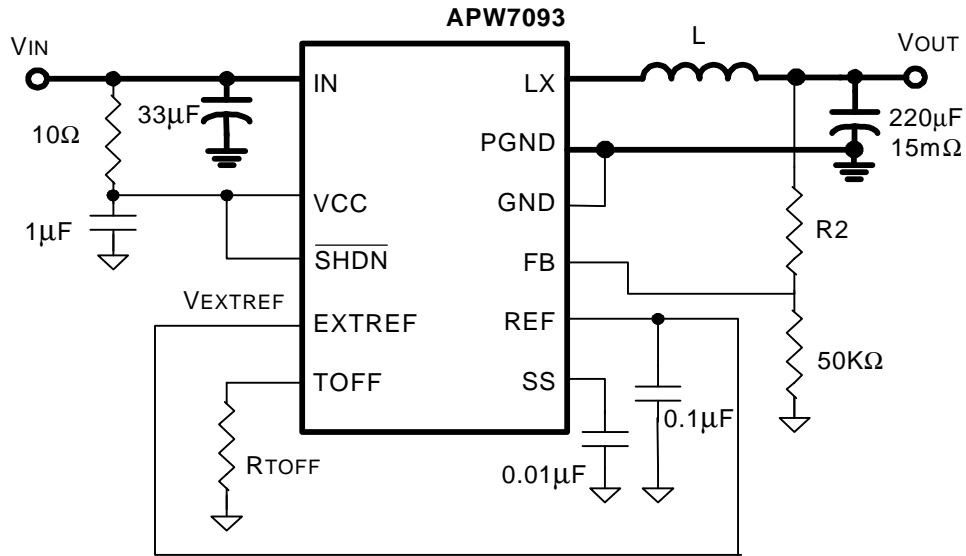 APW7093
VIN
L
VOUT
IN
LX
33µF
10Ω
220µF
15mΩ
PGND
VCC
GND
1µF
R2
SHDN
FB
VEXTREF
EXTREF
REF
50KΩ
TOFF
SS
0.1µF
RTOFF
0.01µF